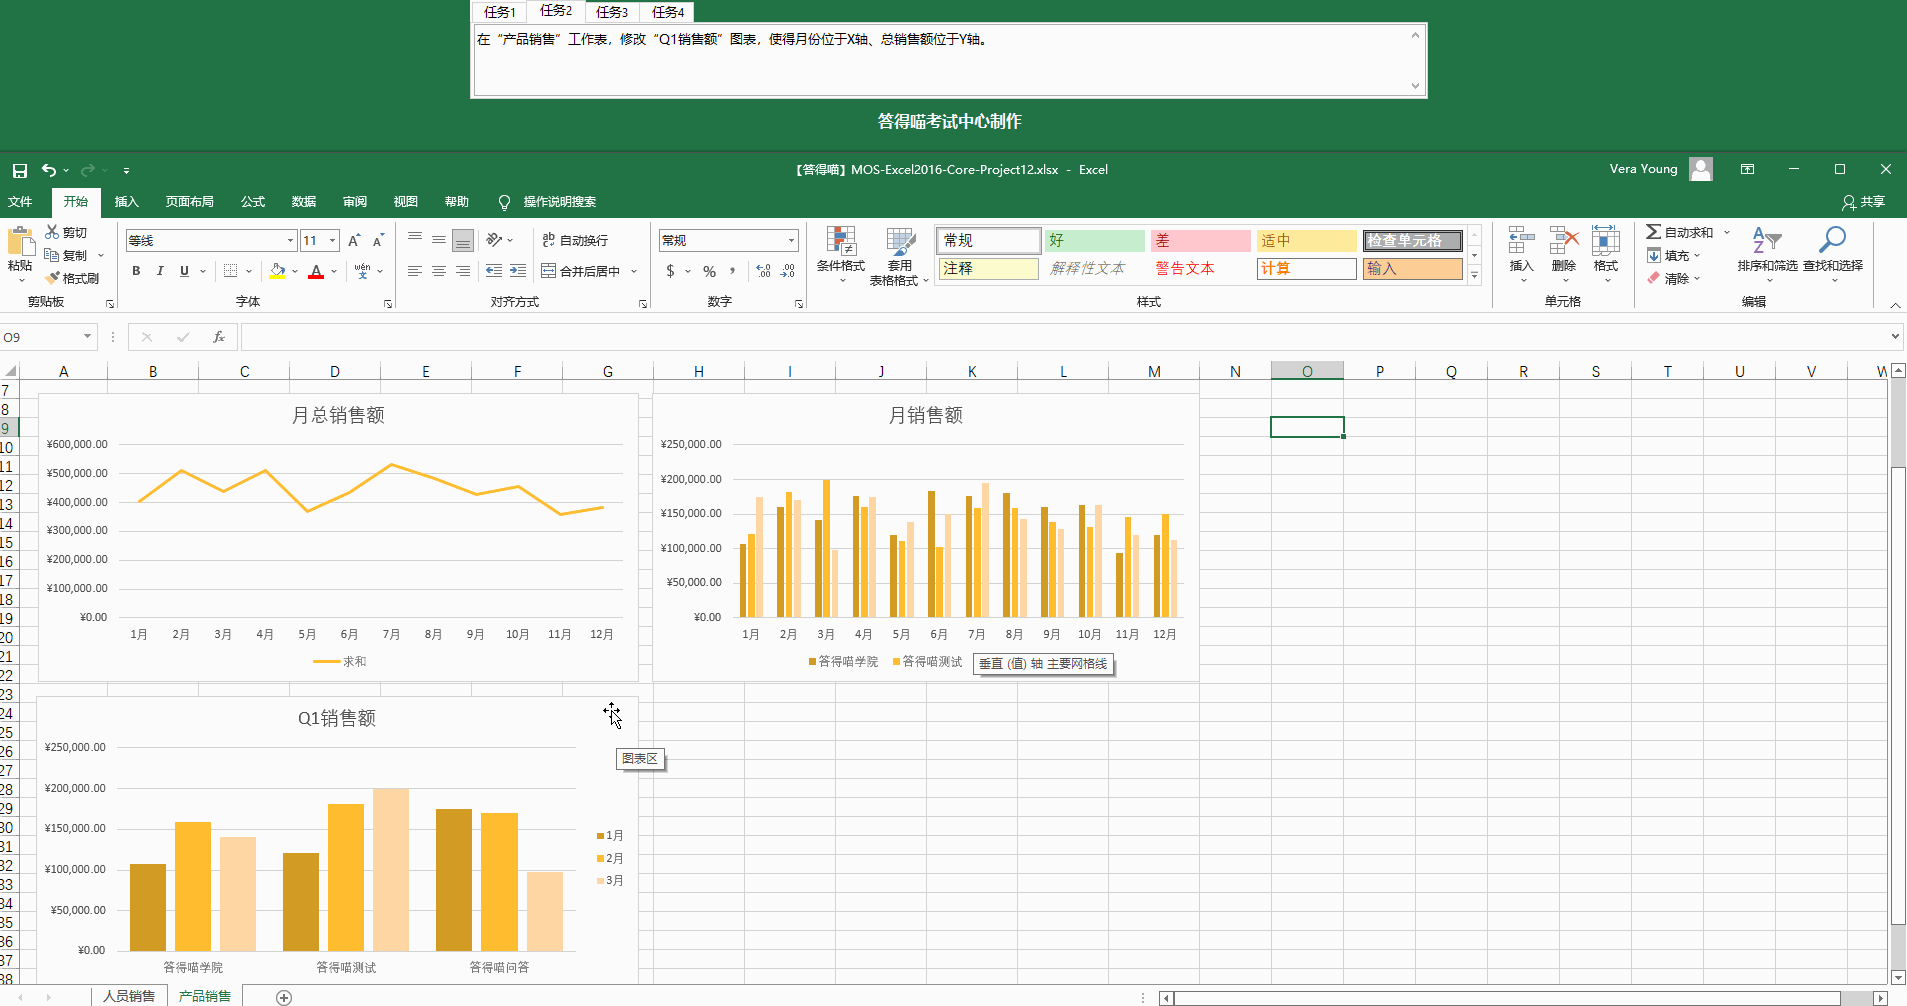 任务1 任务2 任务3 任务4
在“产品销售”工作表，修改“Q1销售额”图表，使得月份位于X轴、总销售额位于Y轴。
答得喵考试中心制作
【答得喵】MOS-Excel2016-Core-Project12.xlsx - Excel
Vera Young
文件 开始 插入 页面布局 公式 数据 审阅 视图 帮助 操作说明搜索 共享
粘贴 剪切 复制 格式刷 剪贴板
等线 11 A A B I U A wén 文 字体
ab 自动换行 合并后居中 对齐方式
常规 $ % , .00 .00 数字
条件格式 套用 表格格式
常规 好 差 适中 检查单元格
注释 解释性文本 警告文本 计算 输入
样式
插入 删除 格式 单元格
自动求和 填充 清除 排序和筛选 查找和选择 编辑
O9 fx
A B C D E F G H I J K L M N O P Q R S T U V W
7
8
9
10
11
12
13
14
15
16
17
18
19
20
21
22
23
24
25
26
27
28
29
30
31
32
33
34
35
36
37
38
月总销售额
¥600,000.00
¥500,000.00
¥400,000.00
¥300,000.00
¥200,000.00
¥100,000.00
¥0.00
1月 2月 3月 4月 5月 6月 7月 8月 9月 10月 11月 12月
求和
月销售额
¥250,000.00
¥200,000.00
¥150,000.00
¥100,000.00
¥50,000.00
¥0.00
1月 2月 3月 4月 5月 6月 7月 8月 9月 10月 11月 12月
答得喵学院 答得喵测试
垂直 (值) 轴 主要网格线
Q1销售额
¥250,000.00
¥200,000.00
¥150,000.00
¥100,000.00
¥50,000.00
¥0.00
答得喵学院 答得喵测试 答得喵问答
1月
2月
3月
图表区
人员销售 产品销售